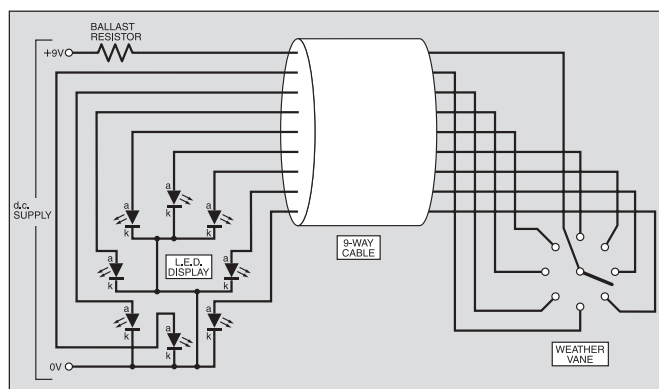 BALLAST
RESISTOR
+9V
d.c.
SUPPLY
a
a
a
k
k
k
L.E.D.
DISPLAY
a
a
k
k
a
a
a
k
k
k
0V
9-WAY
CABLE
WEATHER
VANE